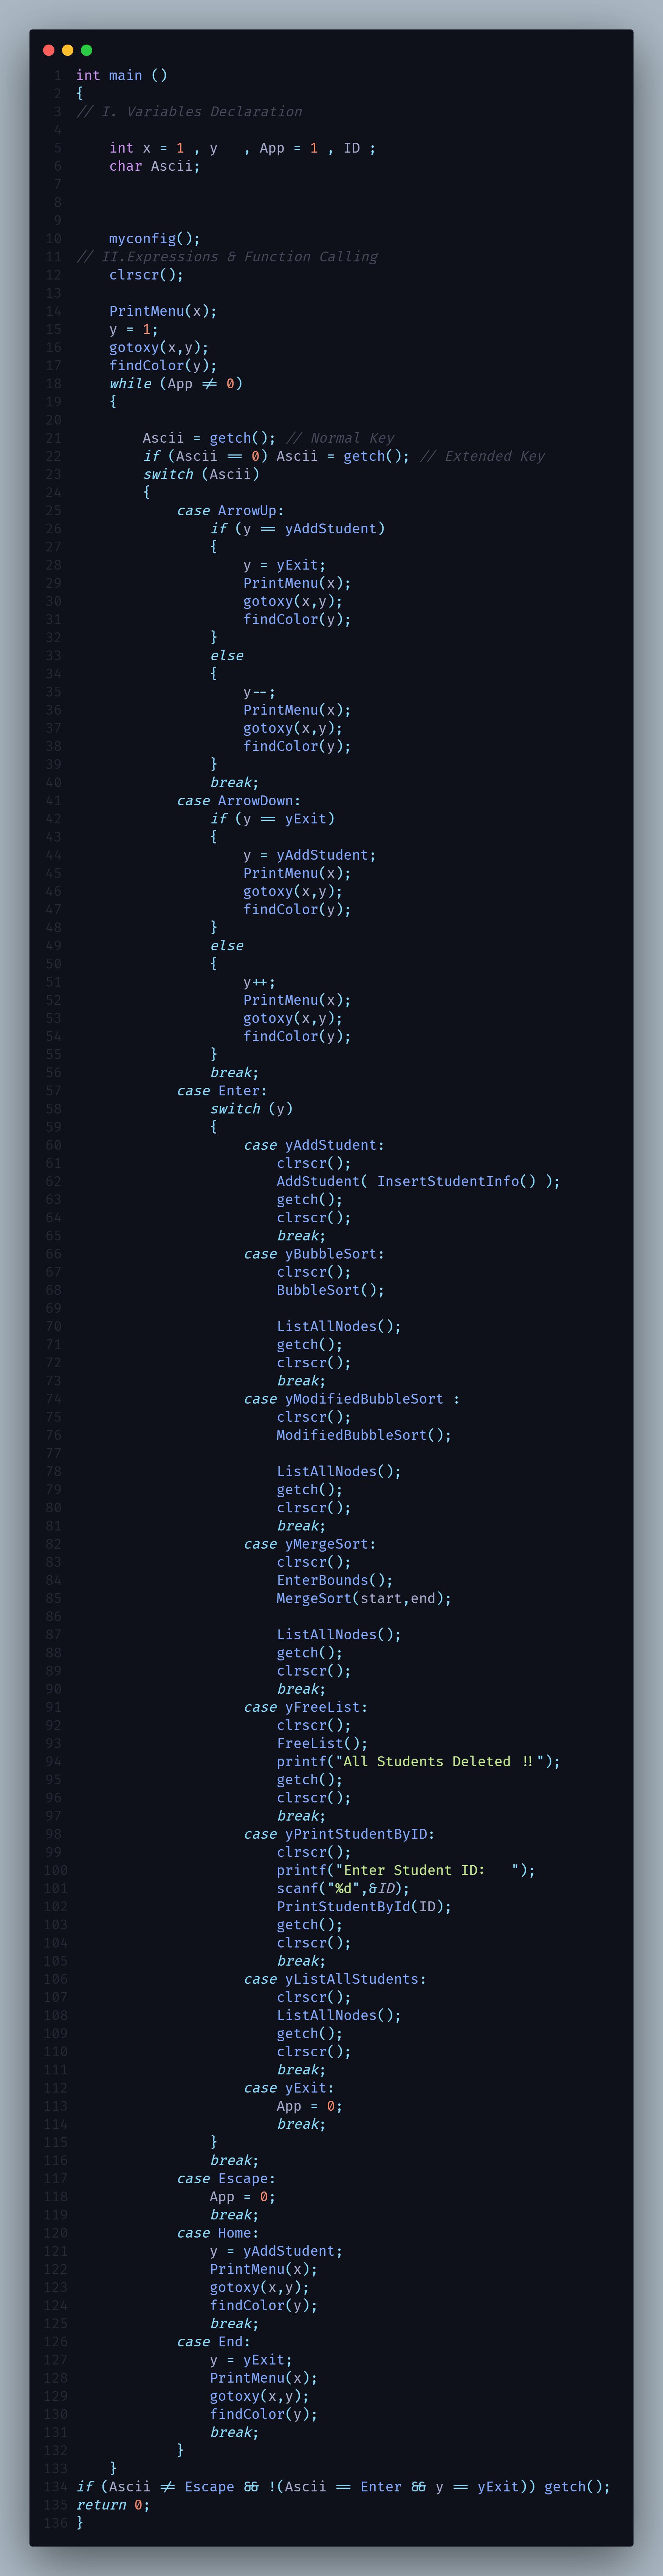 1 int main ()
2 {
3 // I. Variables Declaration
4
5     int x = 1 , y   , App = 1 , ID ;
6     char Ascii;
7
8
9
10     myconfig();
11 // II.Expressions & Function Calling
12     clrscr();
13
14     PrintMenu(x);
15     y = 1;
16     gotoxy(x,y);
17     findColor(y);
18     while (App != 0)
19     {
20
21         Ascii = getch(); // Normal Key
22         if (Ascii == 0) Ascii = getch(); // Extended Key
23         switch (Ascii)
24         {
25             case ArrowUp:
26                 if (y == yAddStudent)
27                 {
28                     y = yExit;
29                     PrintMenu(x);
30                     gotoxy(x,y);
31                     findColor(y);
32                 }
33                 else
34                 {
35                     y--;
36                     PrintMenu(x);
37                     gotoxy(x,y);
38                     findColor(y);
39                 }
40                 break;
41             case ArrowDown:
42                 if (y == yExit)
43                 {
44                     y = yAddStudent;
45                     PrintMenu(x);
46                     gotoxy(x,y);
47                     findColor(y);
48                 }
49                 else
50                 {
51                     y++;
52                     PrintMenu(x);
53                     gotoxy(x,y);
54                     findColor(y);
55                 }
56                 break;
57             case Enter:
58                 switch (y)
59                 {
60                     case yAddStudent:
61                         clrscr();
62                         AddStudent( InsertStudentInfo() );
63                         getch();
64                         clrscr();
65                         break;
66                     case yBubbleSort:
67                         clrscr();
68                         BubbleSort();
69
70                         ListAllNodes();
71                         getch();
72                         clrscr();
73                         break;
74                     case yModifiedBubbleSort :
75                         clrscr();
76                         ModifiedBubbleSort();
77
78                         ListAllNodes();
79                         getch();
80                         clrscr();
81                         break;
82                     case yMergeSort:
83                         clrscr();
84                         EnterBounds();
85                         MergeSort(start,end);
86
87                         ListAllNodes();
88                         getch();
89                         clrscr();
90                         break;
91                     case yFreeList:
92                         clrscr();
93                         FreeList();
94                         printf("All Students Deleted !!");
95                         getch();
96                         clrscr();
97                         break;
98                     case yPrintStudentByID:
99                         clrscr();
100                         printf("Enter Student ID:   ");
101                         scanf("%d",&ID);
102                         PrintStudentById(ID);
103                         getch();
104                         clrscr();
105                         break;
106                     case yListAllStudents:
107                         clrscr();
108                         ListAllNodes();
109                         getch();
110                         clrscr();
111                         break;
112                     case yExit:
113                         App = 0;
114                         break;
115                 }
116                 break;
117             case Escape:
118                 App = 0;
119                 break;
120             case Home:
121                 y = yAddStudent;
122                 PrintMenu(x);
123                 gotoxy(x,y);
124                 findColor(y);
125                 break;
126             case End:
127                 y = yExit;
128                 PrintMenu(x);
129                 gotoxy(x,y);
130                 findColor(y);
131                 break;
132             }
133     }
134 if (Ascii != Escape && !(Ascii == Enter && y == yExit)) getch();
135 return 0;
136 }